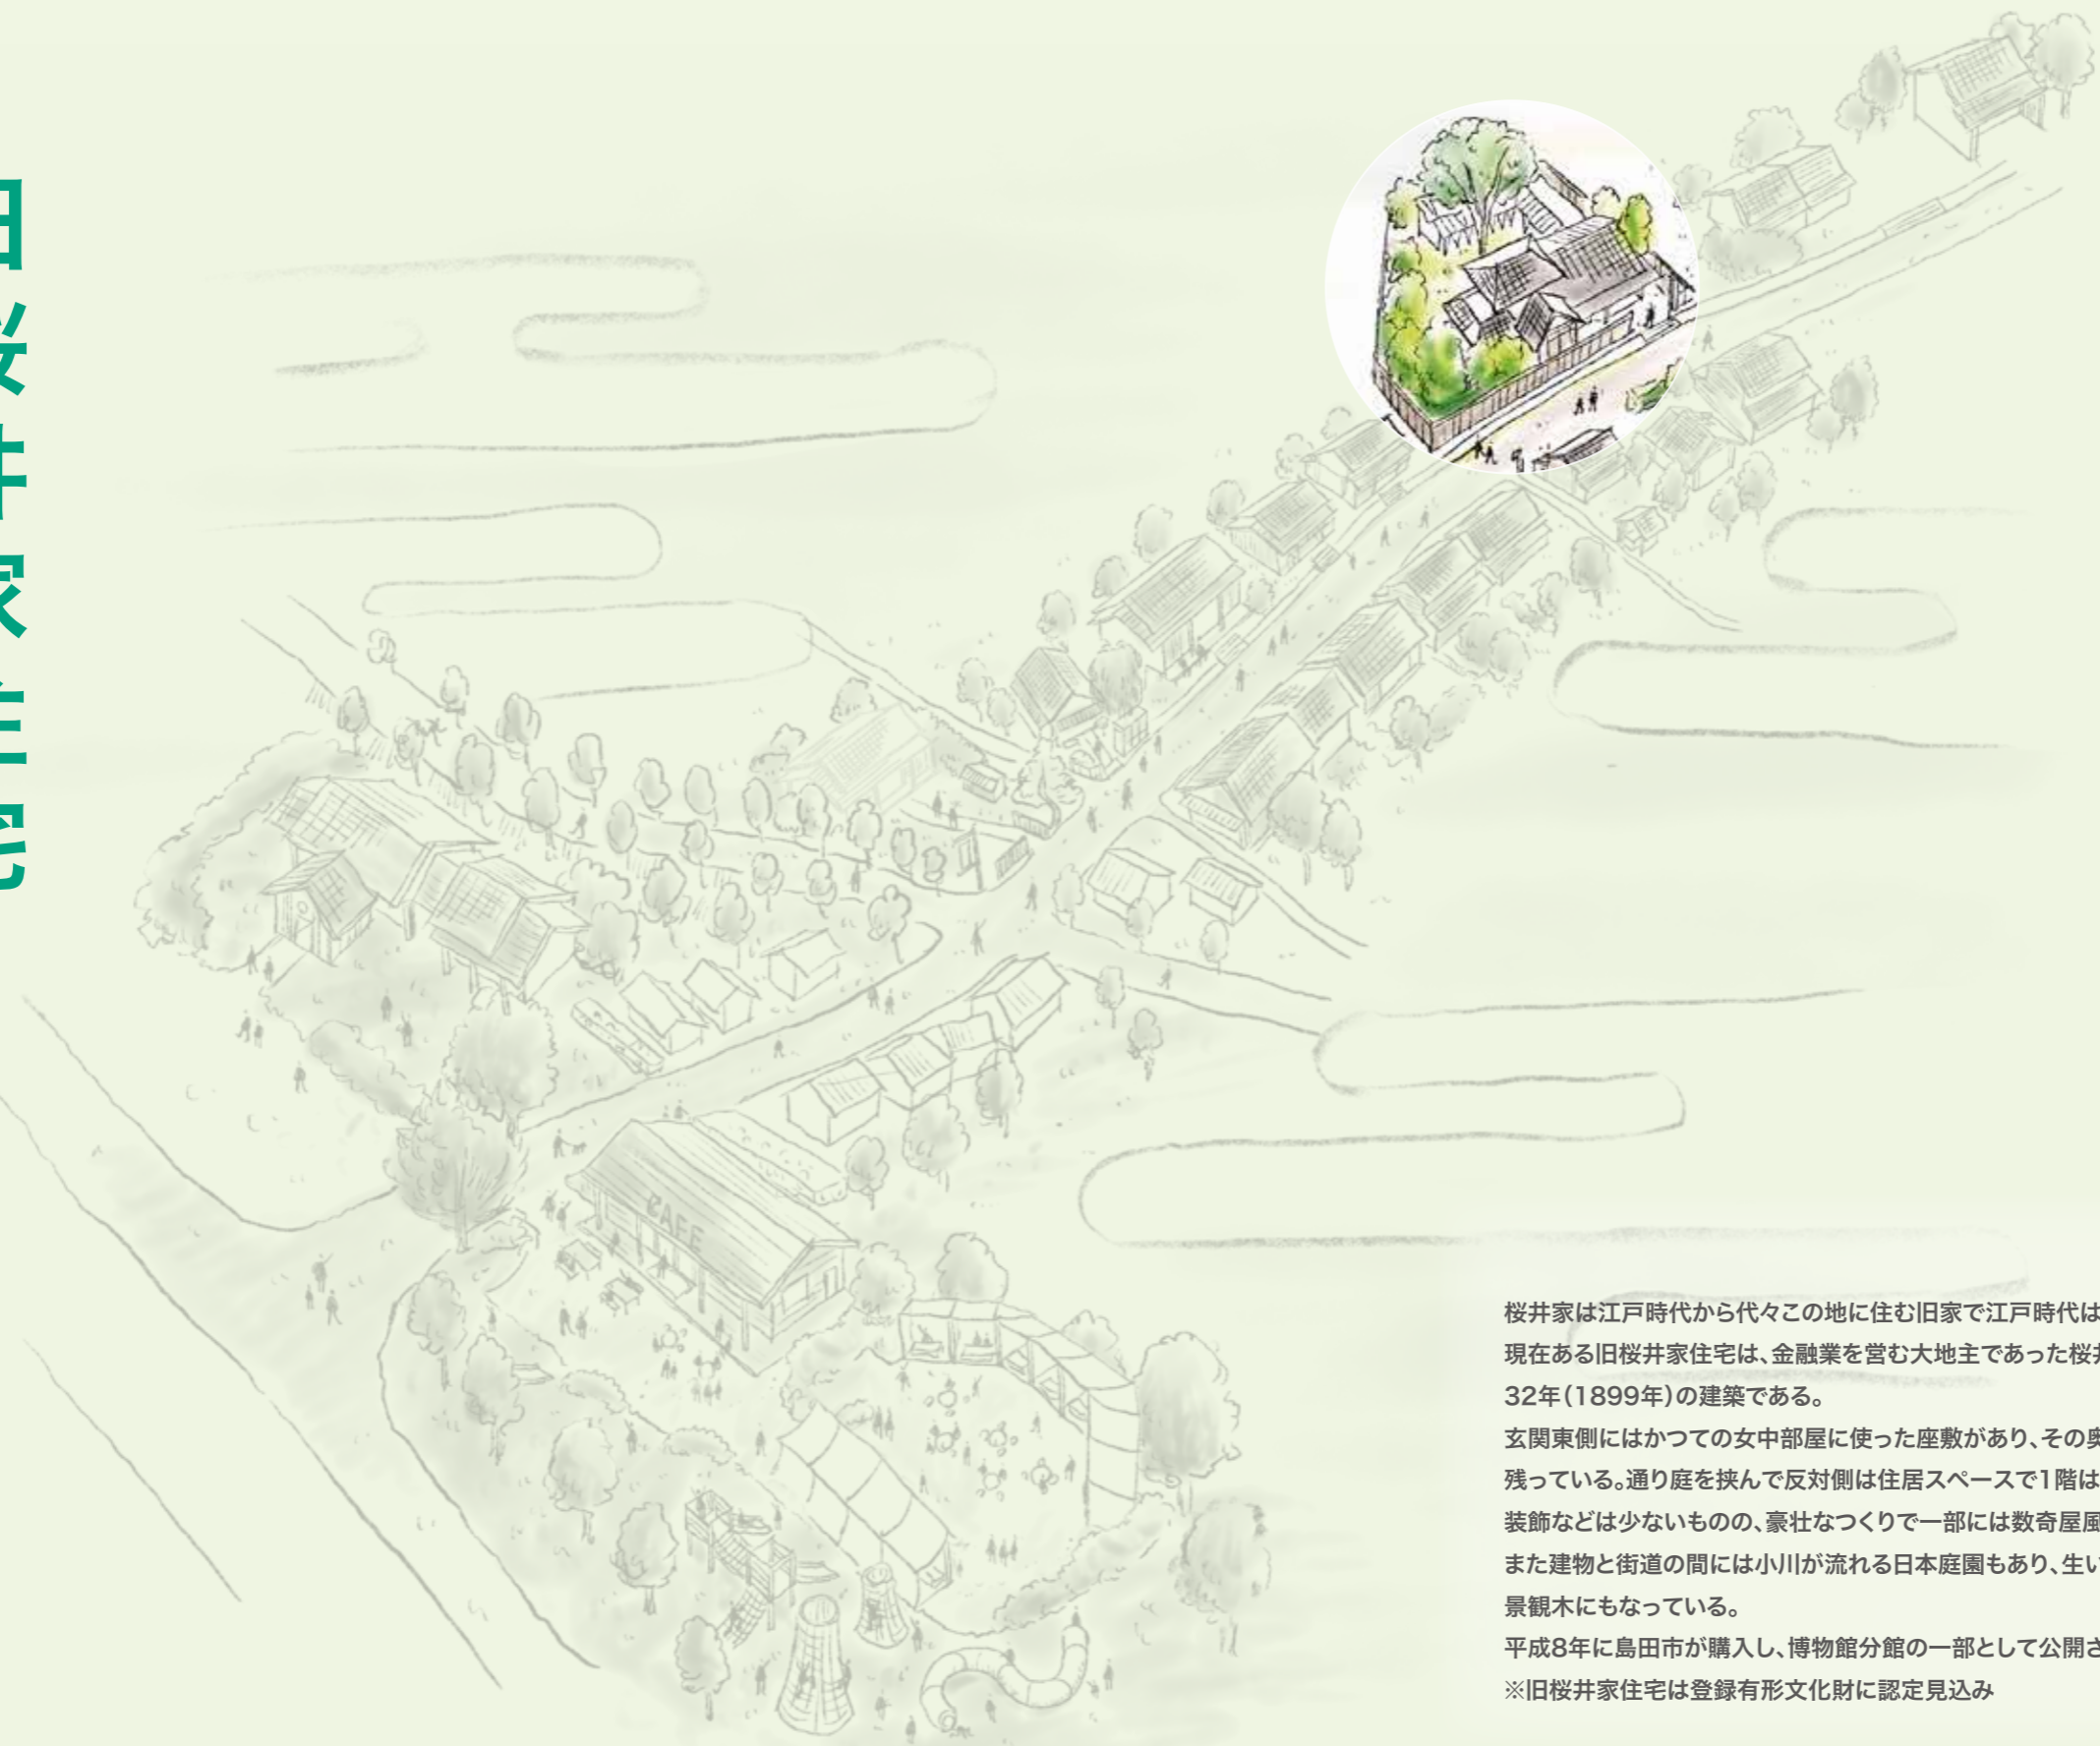 旧桜井家住宅
CAFE
桜井家は江戸時代から代々この地に住む旧家で江戸時代は
現在ある旧桜井家住宅は、金融業を営む大地主であった桜井
32年（1899年）の建築である。
玄関東側にはかつての女中部屋に使った座敷があり、その奥
残っている。通り庭を挟んで反対側は住居スペースで1階は
装飾などは少ないものの、豪壮なつくりで一部には数奇屋風
また建物と街道の間には小川が流れる日本庭園もあり、生い
景観木にもなっている。
平成8年に島田市が購入し、博物館分館の一部として公開さ
※旧桜井家住宅は登録有形文化財に認定見込み